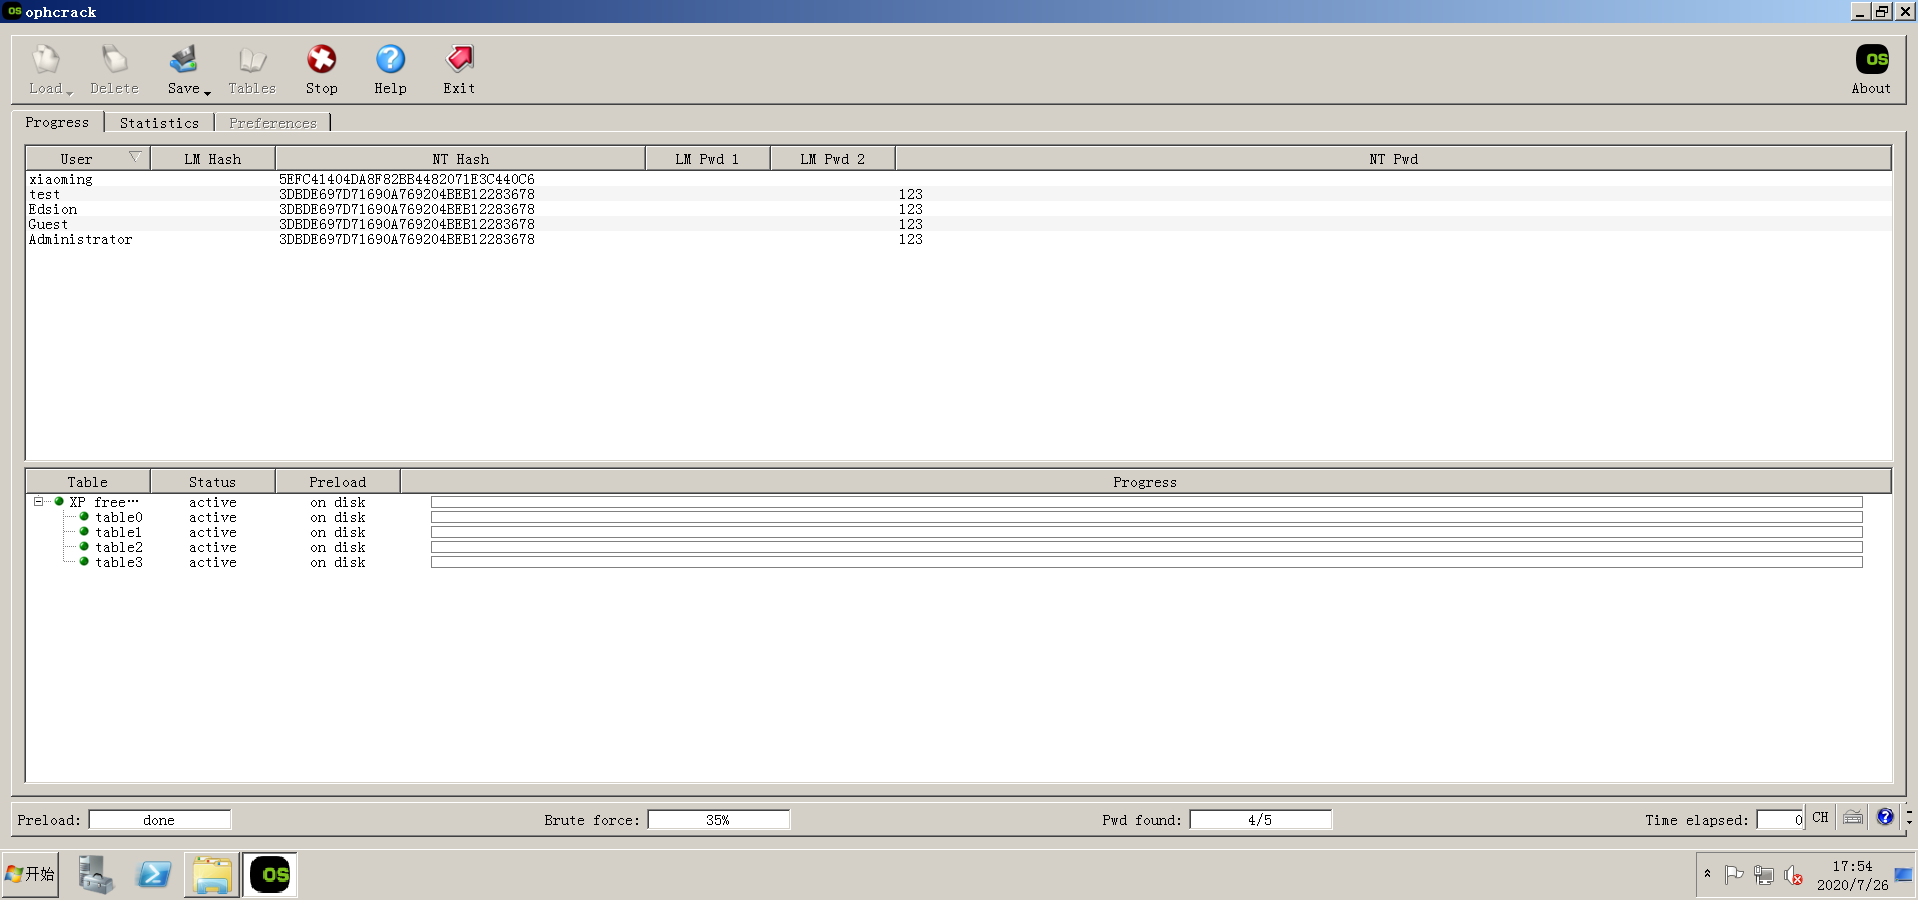 OS ophcrack
Load Delete Save Tables Stop Help Exit
OS
About
Progress Statistics Preferences
User LM Hash NT Hash LM Pwd 1 LM Pwd 2 NT Pwd
xiaoming 5EFC41404DA8F82BB4482071E3C440C6
test 3DBDE697D71690A769204BEB12283678 123
Edsion 3DBDE697D71690A769204BEB12283678 123
Guest 3DBDE697D71690A769204BEB12283678 123
Administrator 3DBDE697D71690A769204BEB12283678 123
Table Status Preload Progress
XP free… active on disk
table0 active on disk
table1 active on disk
table2 active on disk
table3 active on disk
Preload: done Brute force: 35% Pwd found: 4/5 Time elapsed: 0 CH
开始 OS 17:54
2020/7/26